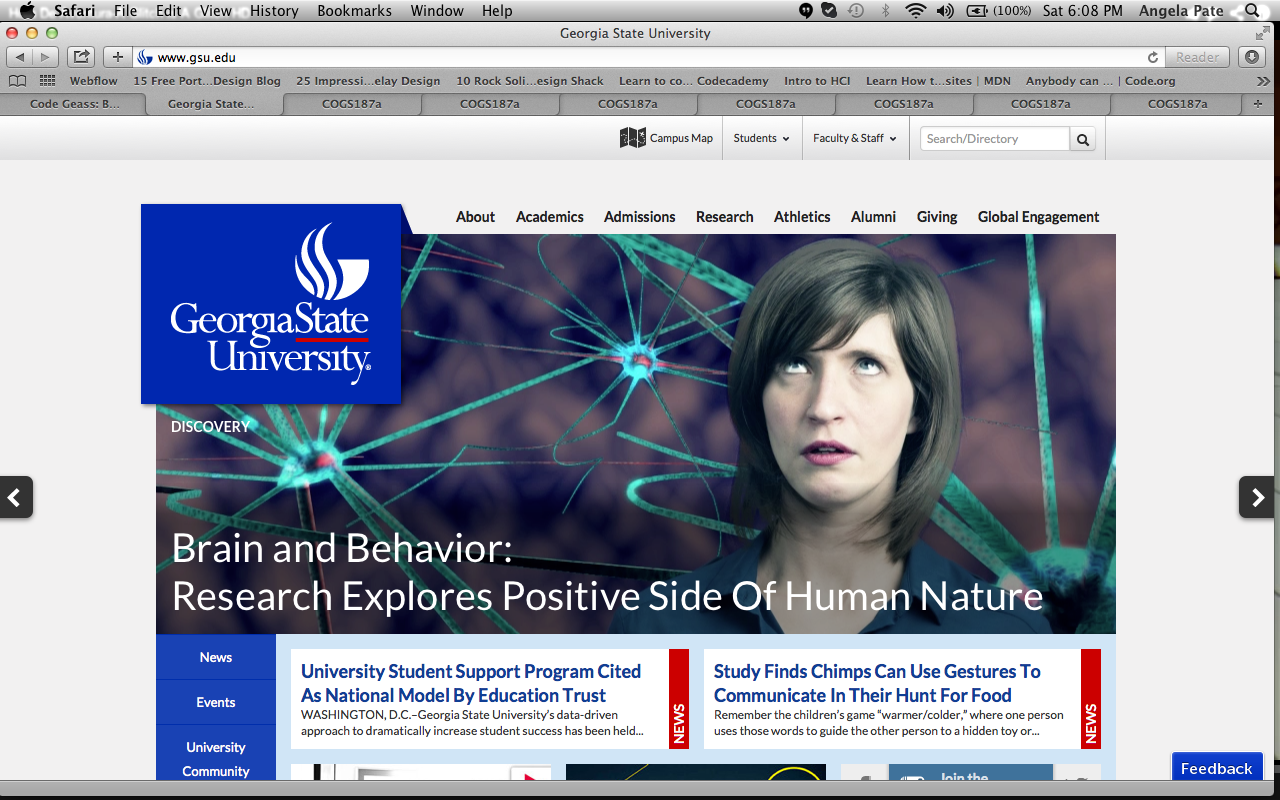 Safari File Edit View History Bookmarks Window Help (100%) Sat 6:08 PM Angela Pate
Georgia State University
www.gsu.edu Reader
Webflow 15 Free Port...Design Blog 25 Impressi...elay Design 10 Rock Soli...esign Shack Learn to co... Codecademy Intro to HCI Learn How t...sites | MDN Anybody can ... | Code.org
Code Geass: B... Georgia State... COGS187a COGS187a COGS187a COGS187a COGS187a COGS187a COGS187a
Campus Map Students Faculty & Staff Search/Directory
About Academics Admissions Research Athletics Alumni Giving Global Engagement
GeorgiaState
University®
DISCOVERY
Brain and Behavior:
Research Explores Positive Side Of Human Nature
News
Events
University
Community
University Student Support Program Cited
As National Model By Education Trust
WASHINGTON, D.C.–Georgia State University's data-driven
approach to dramatically increase student success has been held...
NEWS
Study Finds Chimps Can Use Gestures To
Communicate In Their Hunt For Food
Remember the children's game “warmer/colder,” where one person
uses those words to guide the other person to a hidden toy or...
NEWS
Join the
Feedback